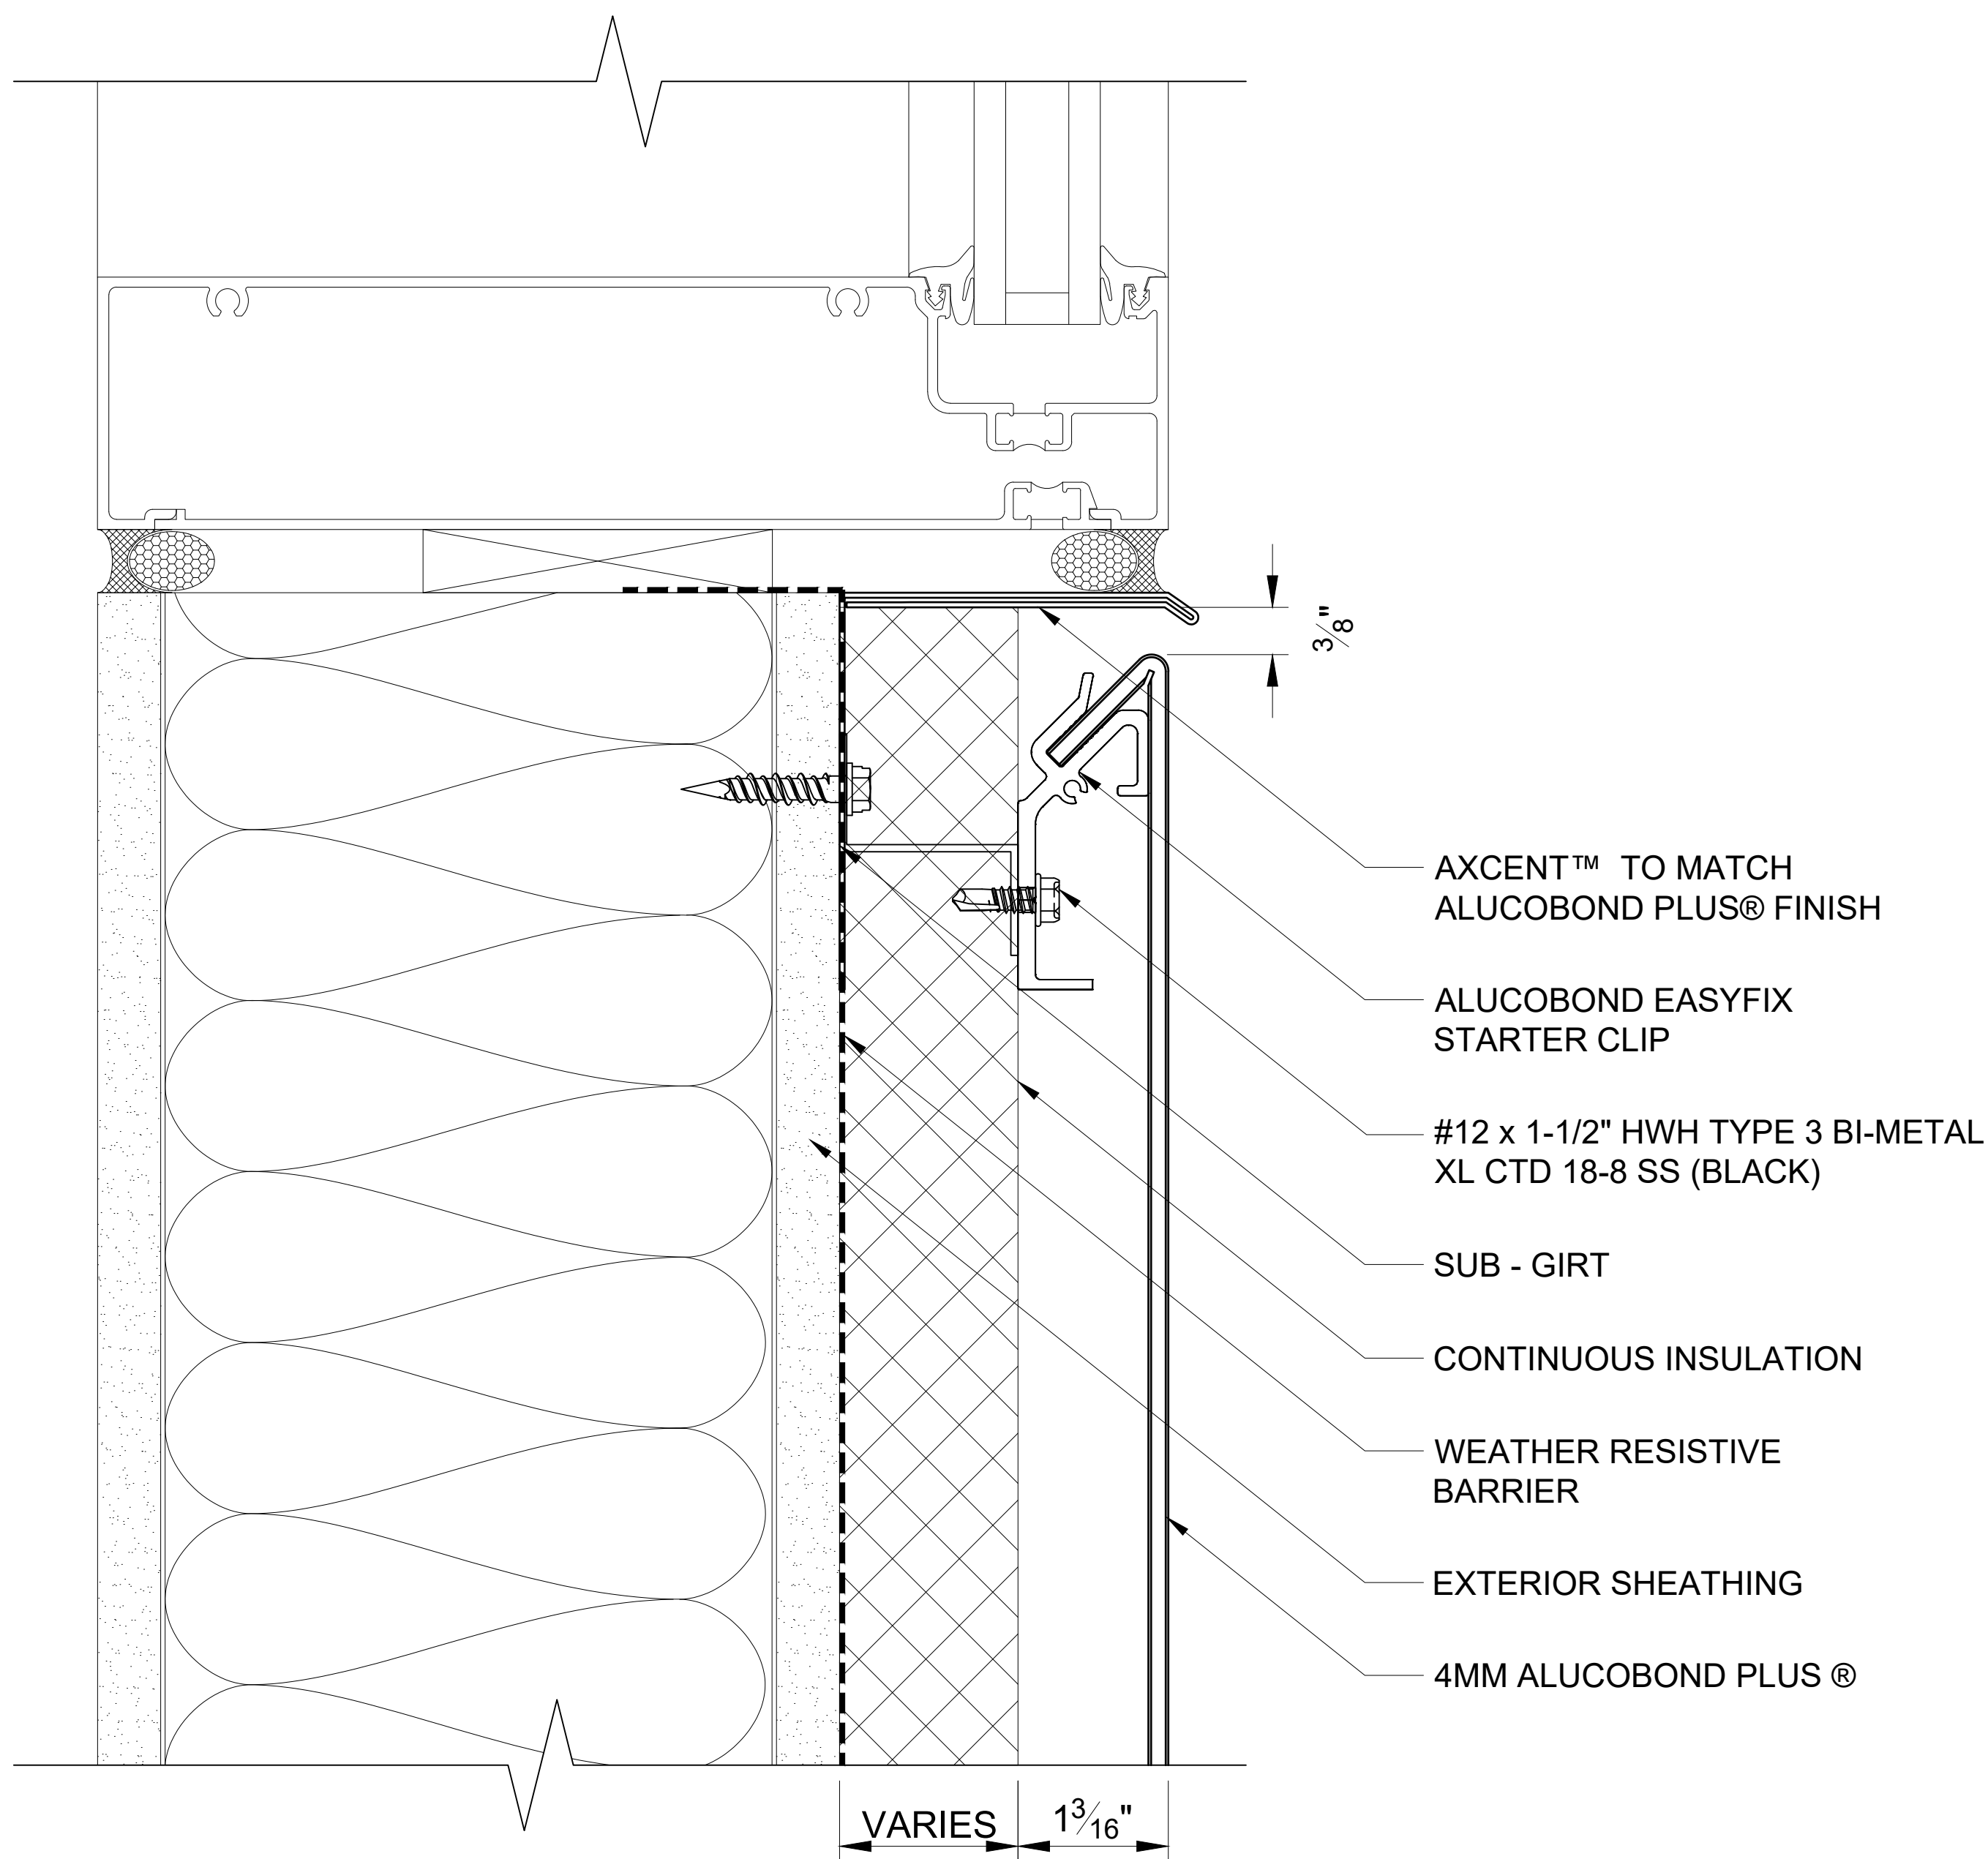 3/8"
AXCENT™ TO MATCH
ALUCOBOND PLUS® FINISH
ALUCOBOND EASYFIX
STARTER CLIP
#12 x 1-1/2" HWH TYPE 3 BI-METAL
XL CTD 18-8 SS (BLACK)
SUB - GIRT
CONTINUOUS INSULATION
WEATHER RESISTIVE
BARRIER
EXTERIOR SHEATHING
4MM ALUCOBOND PLUS ®
VARIES 1 3/16"